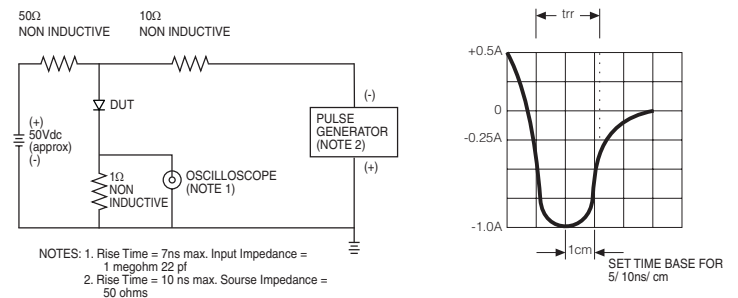 50Ω
NON INDUCTIVE
10Ω
NON INDUCTIVE
(+)
50Vdc
(approx)
(-)
DUT
1Ω
NON
INDUCTIVE
OSCILLOSCOPE
(NOTE 1)
(-)
PULSE
GENERATOR
(NOTE 2)
(+)
NOTES: 1. Rise Time = 7ns max. Input Impedance =
1 megohm 22 pf
2. Rise Time = 10 ns max. Sourse Impedance =
50 ohms
trr
+0.5A
0
-0.25A
-1.0A
1cm
SET TIME BASE FOR
5/ 10ns/ cm